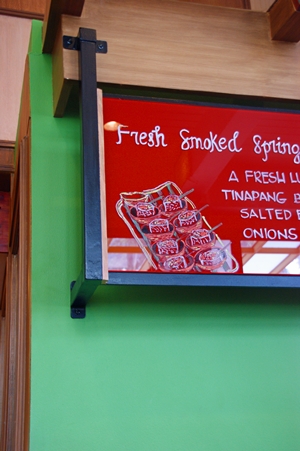 Fresh Smoked Spring
A FRESH LU
TINAPANG B
SALTED E
ONIONS